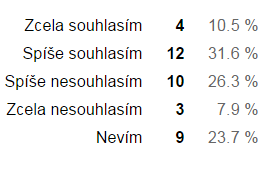 Zcela souhlasím 4 10.5 %
Spíše souhlasím 12 31.6 %
Spíše nesouhlasím 10 26.3 %
Zcela nesouhlasím 3 7.9 %
Nevím 9 23.7 %